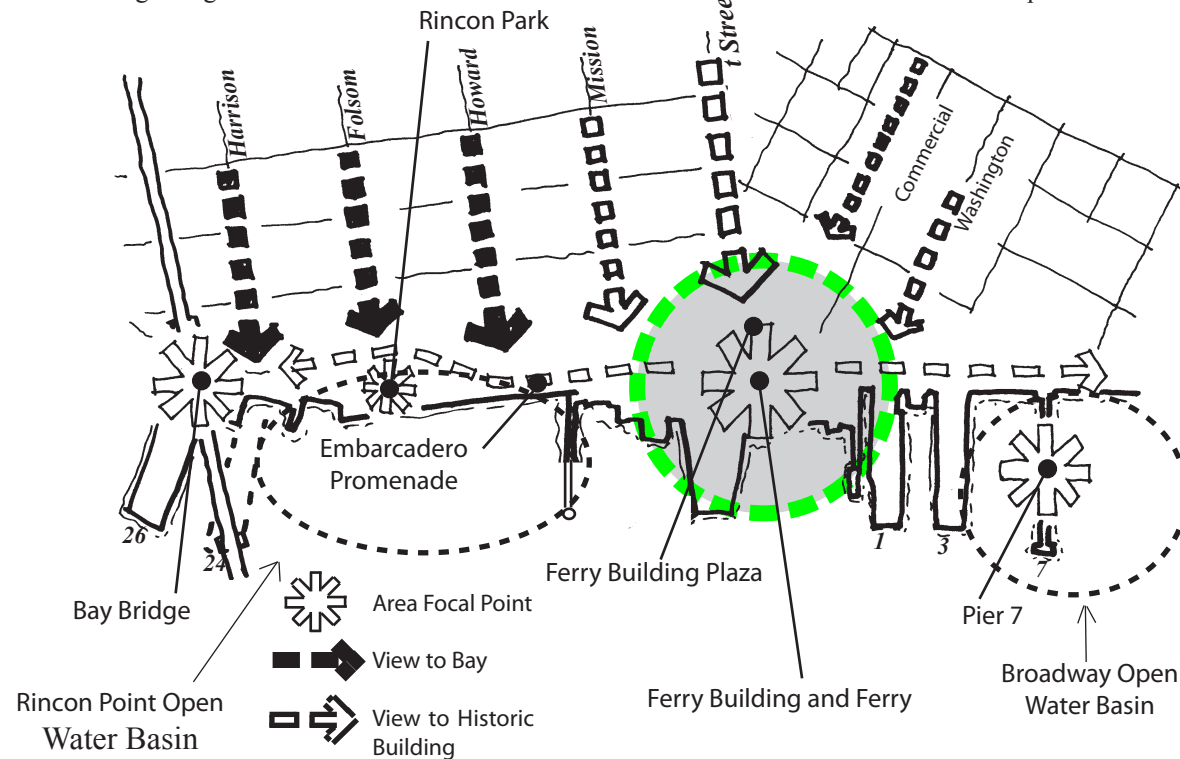 Rincon Park
Harrison
Folsom
Howard
Mission
t Stree
Commercial
Washington
Embarcadero
Promenade
26
24
1
3
7
Ferry Building Plaza
Bay Bridge
Area Focal Point
Pier 7
View to Bay
Rincon Point Open
Water Basin
Ferry Building and Ferry
Broadway Open
Water Basin
View to Historic
Building